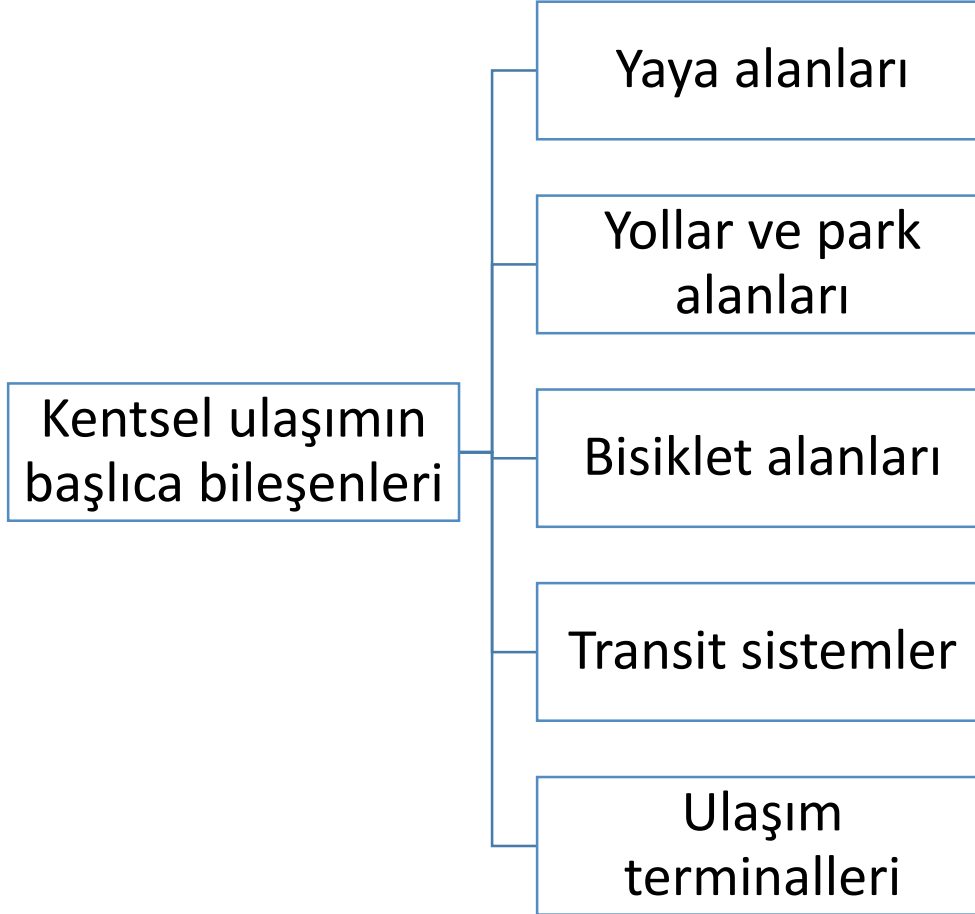 Yaya alanları
Yollar ve park
alanları
Kentsel ulaşımın
başlıca bileşenleri
Bisiklet alanları
Transit sistemler
Ulaşım
terminalleri